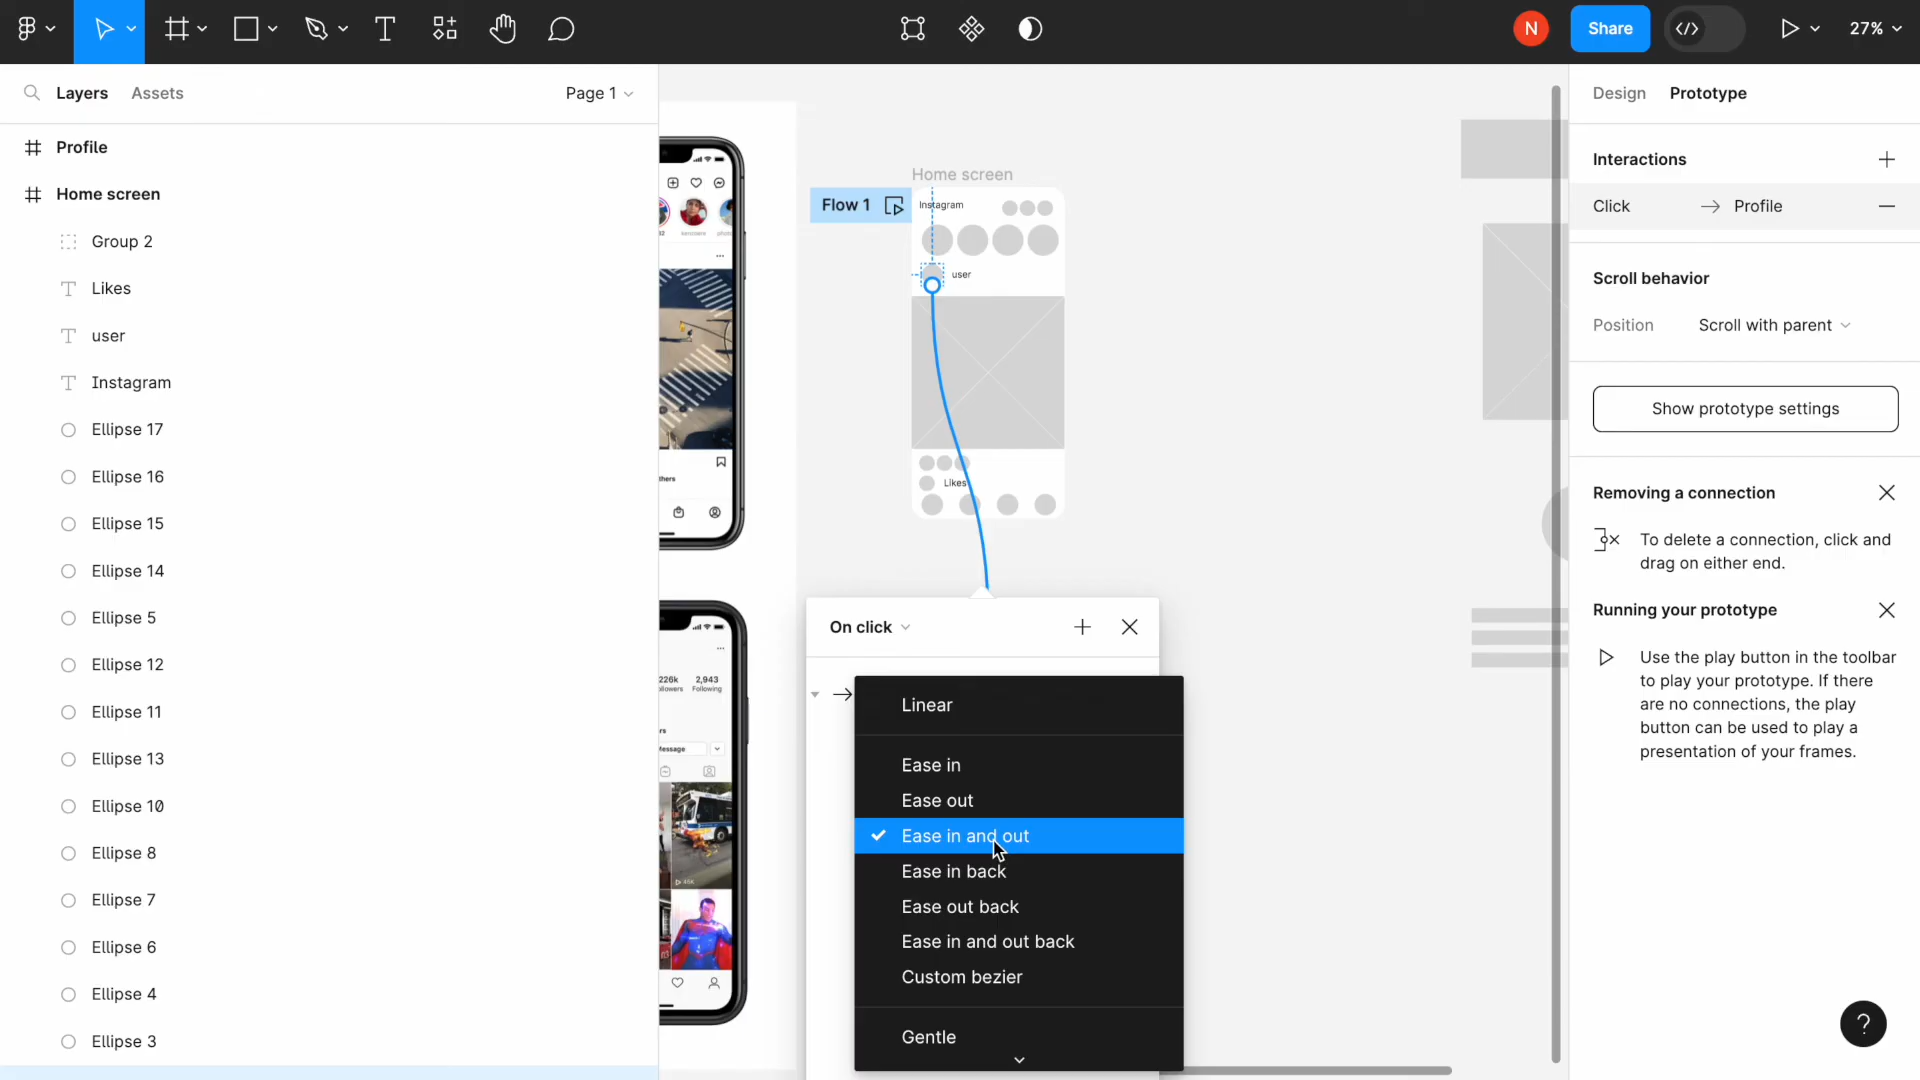 N
Share
27%
Layers
Assets
Page 1
Design
Prototype
Profile
Home screen
Group 2
Likes
user
Instagram
Ellipse 17
Ellipse 16
Ellipse 15
Ellipse 14
Ellipse 5
Ellipse 12
Ellipse 11
Ellipse 13
Ellipse 10
Ellipse 8
Ellipse 7
Ellipse 6
Ellipse 4
Ellipse 3
Home screen
Flow 1
Instagram
user
Likes
226k
2,943
Following
On click
Linear
Ease in
Ease out
Ease in and out
Ease in back
Ease out back
Ease in and out back
Custom bezier
Gentle
Interactions
Click
Profile
Scroll behavior
Position
Scroll with parent
Show prototype settings
Removing a connection
To delete a connection, click and
drag on either end.
Running your prototype
Use the play button in the toolbar
to play your prototype. If there
are no connections, the play
button can be used to play a
presentation of your frames.
?